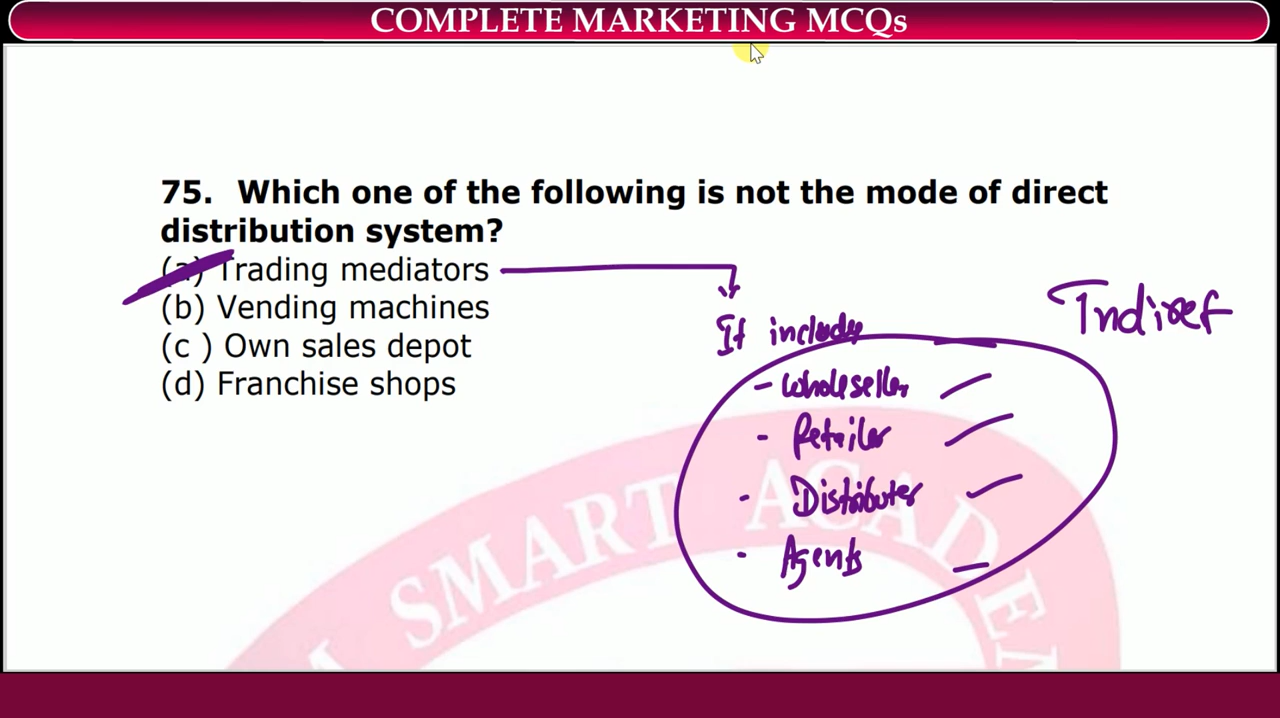 COMPLETE MARKETING MCQs
75. Which one of the following is not the mode of direct
distribution system?
(a) Trading mediators
(b) Vending machines
(c ) Own sales depot
(d) Franchise shops
It includes
Indirect
- Wholeseller
- Retailer
- Distributer
- Agents
M SMART ACADEM